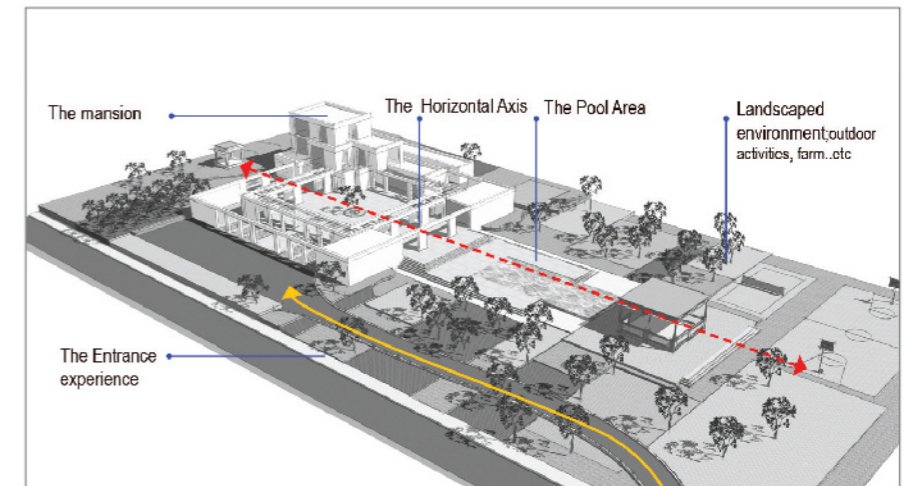 The mansion
The Horizontal Axis
The Pool Area
Landscaped
environment;outdoor
activities, farm..etc
The Entrance
experience